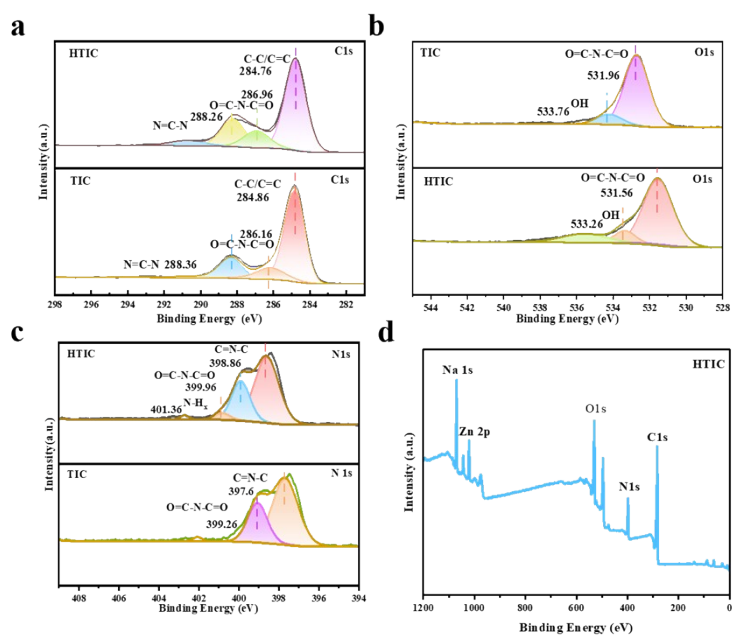 a
HTIC
C1s
C-C/C=C
284.76
286.96
O=C-N-C=O
288.26
N=C-N
TIC
C1s
C-C/C=C
284.86
286.16
O=C-N-C=O
N=C-N 288.36
Intensity(a.u.)
298 296 294 292 290 288 286 284 282
Binding Energy (eV)
b
TIC
O1s
O=C-N-C=O
531.96
OH
533.76
HTIC
O1s
O=C-N-C=O
531.56
OH
533.26
Intensity (a.u.)
544 542 540 538 536 534 532 530 528
Binding Energy (eV)
c
HTIC
N1s
C=N-C
398.86
O=C-N-C=O
399.96
N-Hx
401.36
TIC
N 1s
C=N-C
397.6
O=C-N-C=O
399.26
Intensity (a.u.)
408 406 404 402 400 398 396 394
Binding Energy (eV)
d
HTIC
Na 1s
Zn 2p
O1s
N1s
C1s
Intensity (a.u.)
1200 1000 800 600 400 200 0
Binding Energy (eV)